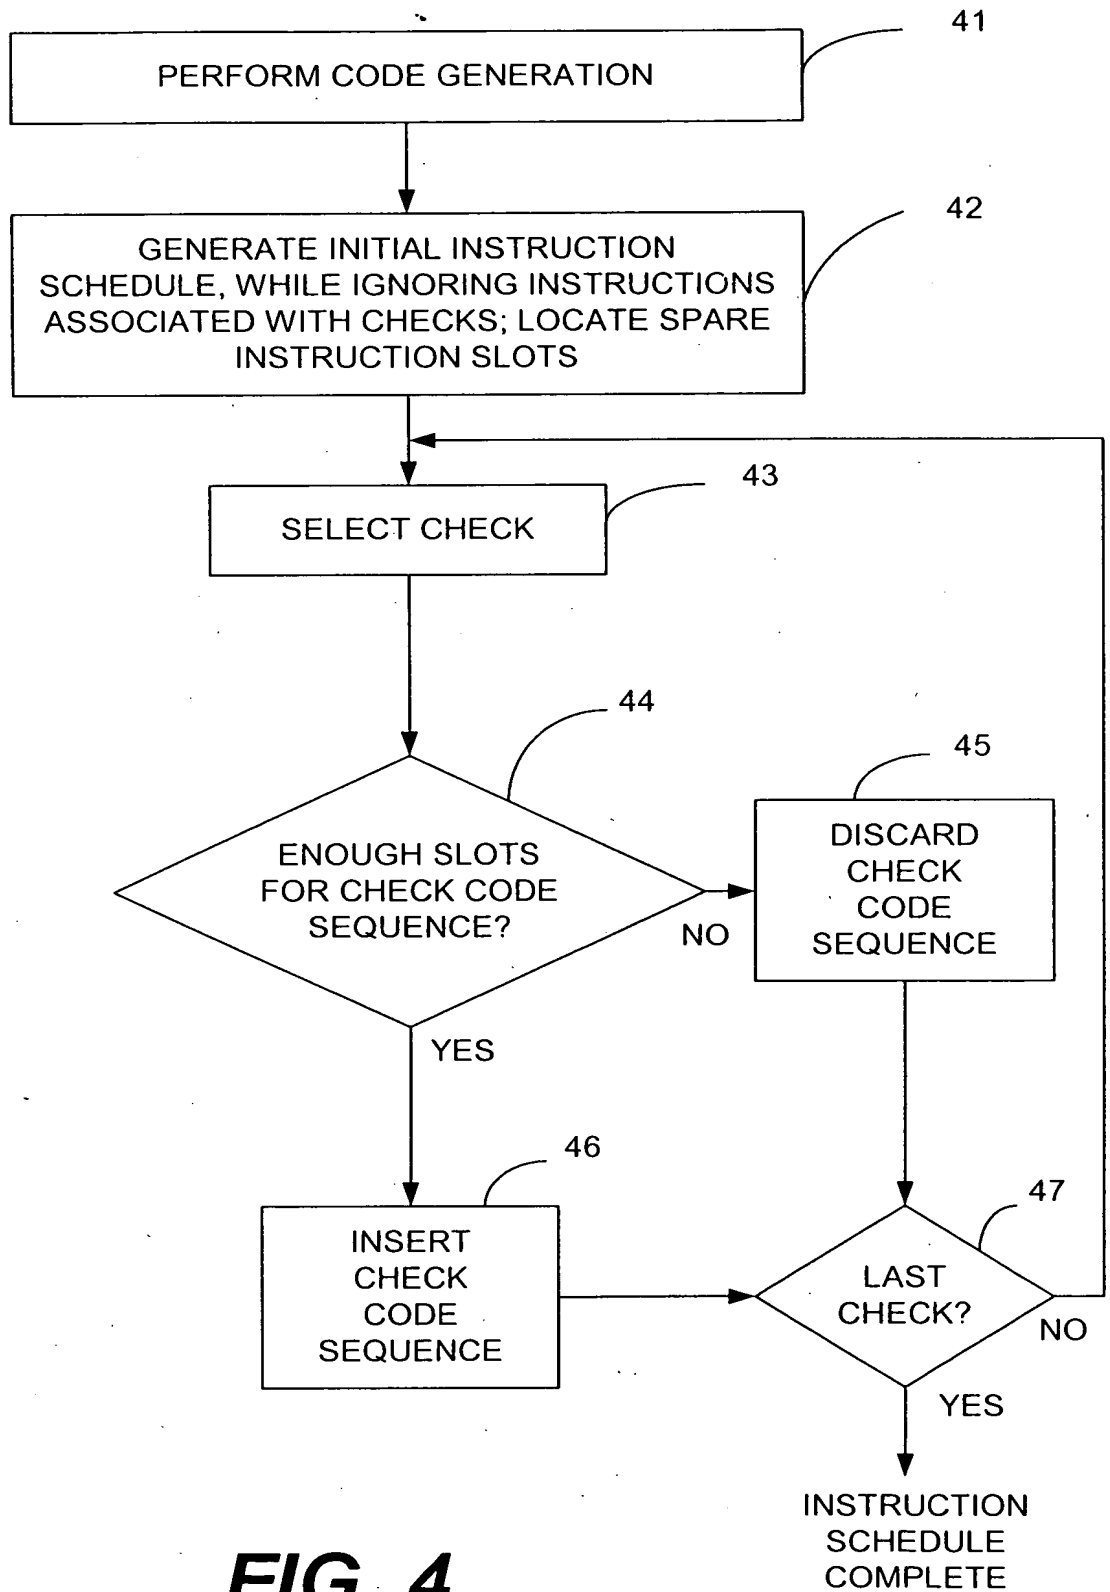 41
PERFORM CODE GENERATION
42
GENERATE INITIAL INSTRUCTION
SCHEDULE, WHILE IGNORING INSTRUCTIONS
ASSOCIATED WITH CHECKS; LOCATE SPARE
INSTRUCTION SLOTS
43
SELECT CHECK
44
ENOUGH SLOTS
FOR CHECK CODE
SEQUENCE?
NO
YES
45
DISCARD
CHECK
CODE
SEQUENCE
46
INSERT
CHECK
CODE
SEQUENCE
47
LAST
CHECK?
NO
YES
INSTRUCTION
SCHEDULE
COMPLETE
FIG. 4